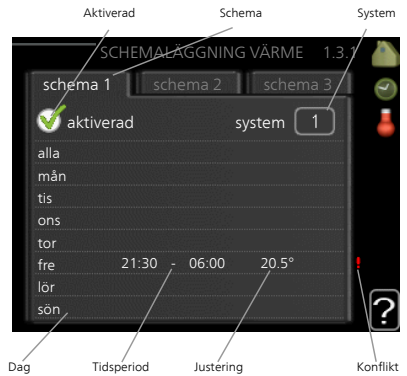 Aktiverad Schema System
SCHEMALÄGGNING VÄRME 1.3.1
schema 1 schema 2 schema 3
aktiverad system 1
alla
mån
tis
ons
tor
fre 21:30 - 06:00 20.5° !
lör
sön
?
Dag Tidsperiod Justering Konflikt